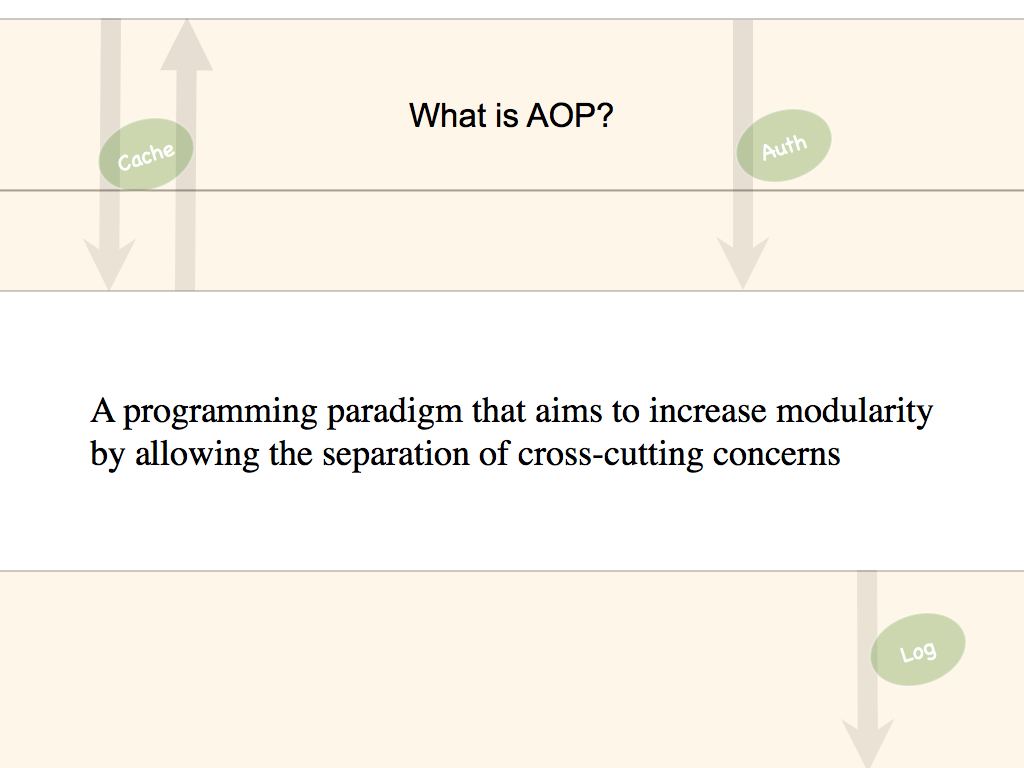 What is AOP?
Cache
Auth
A programming paradigm that aims to increase modularity
by allowing the separation of cross-cutting concerns
Log